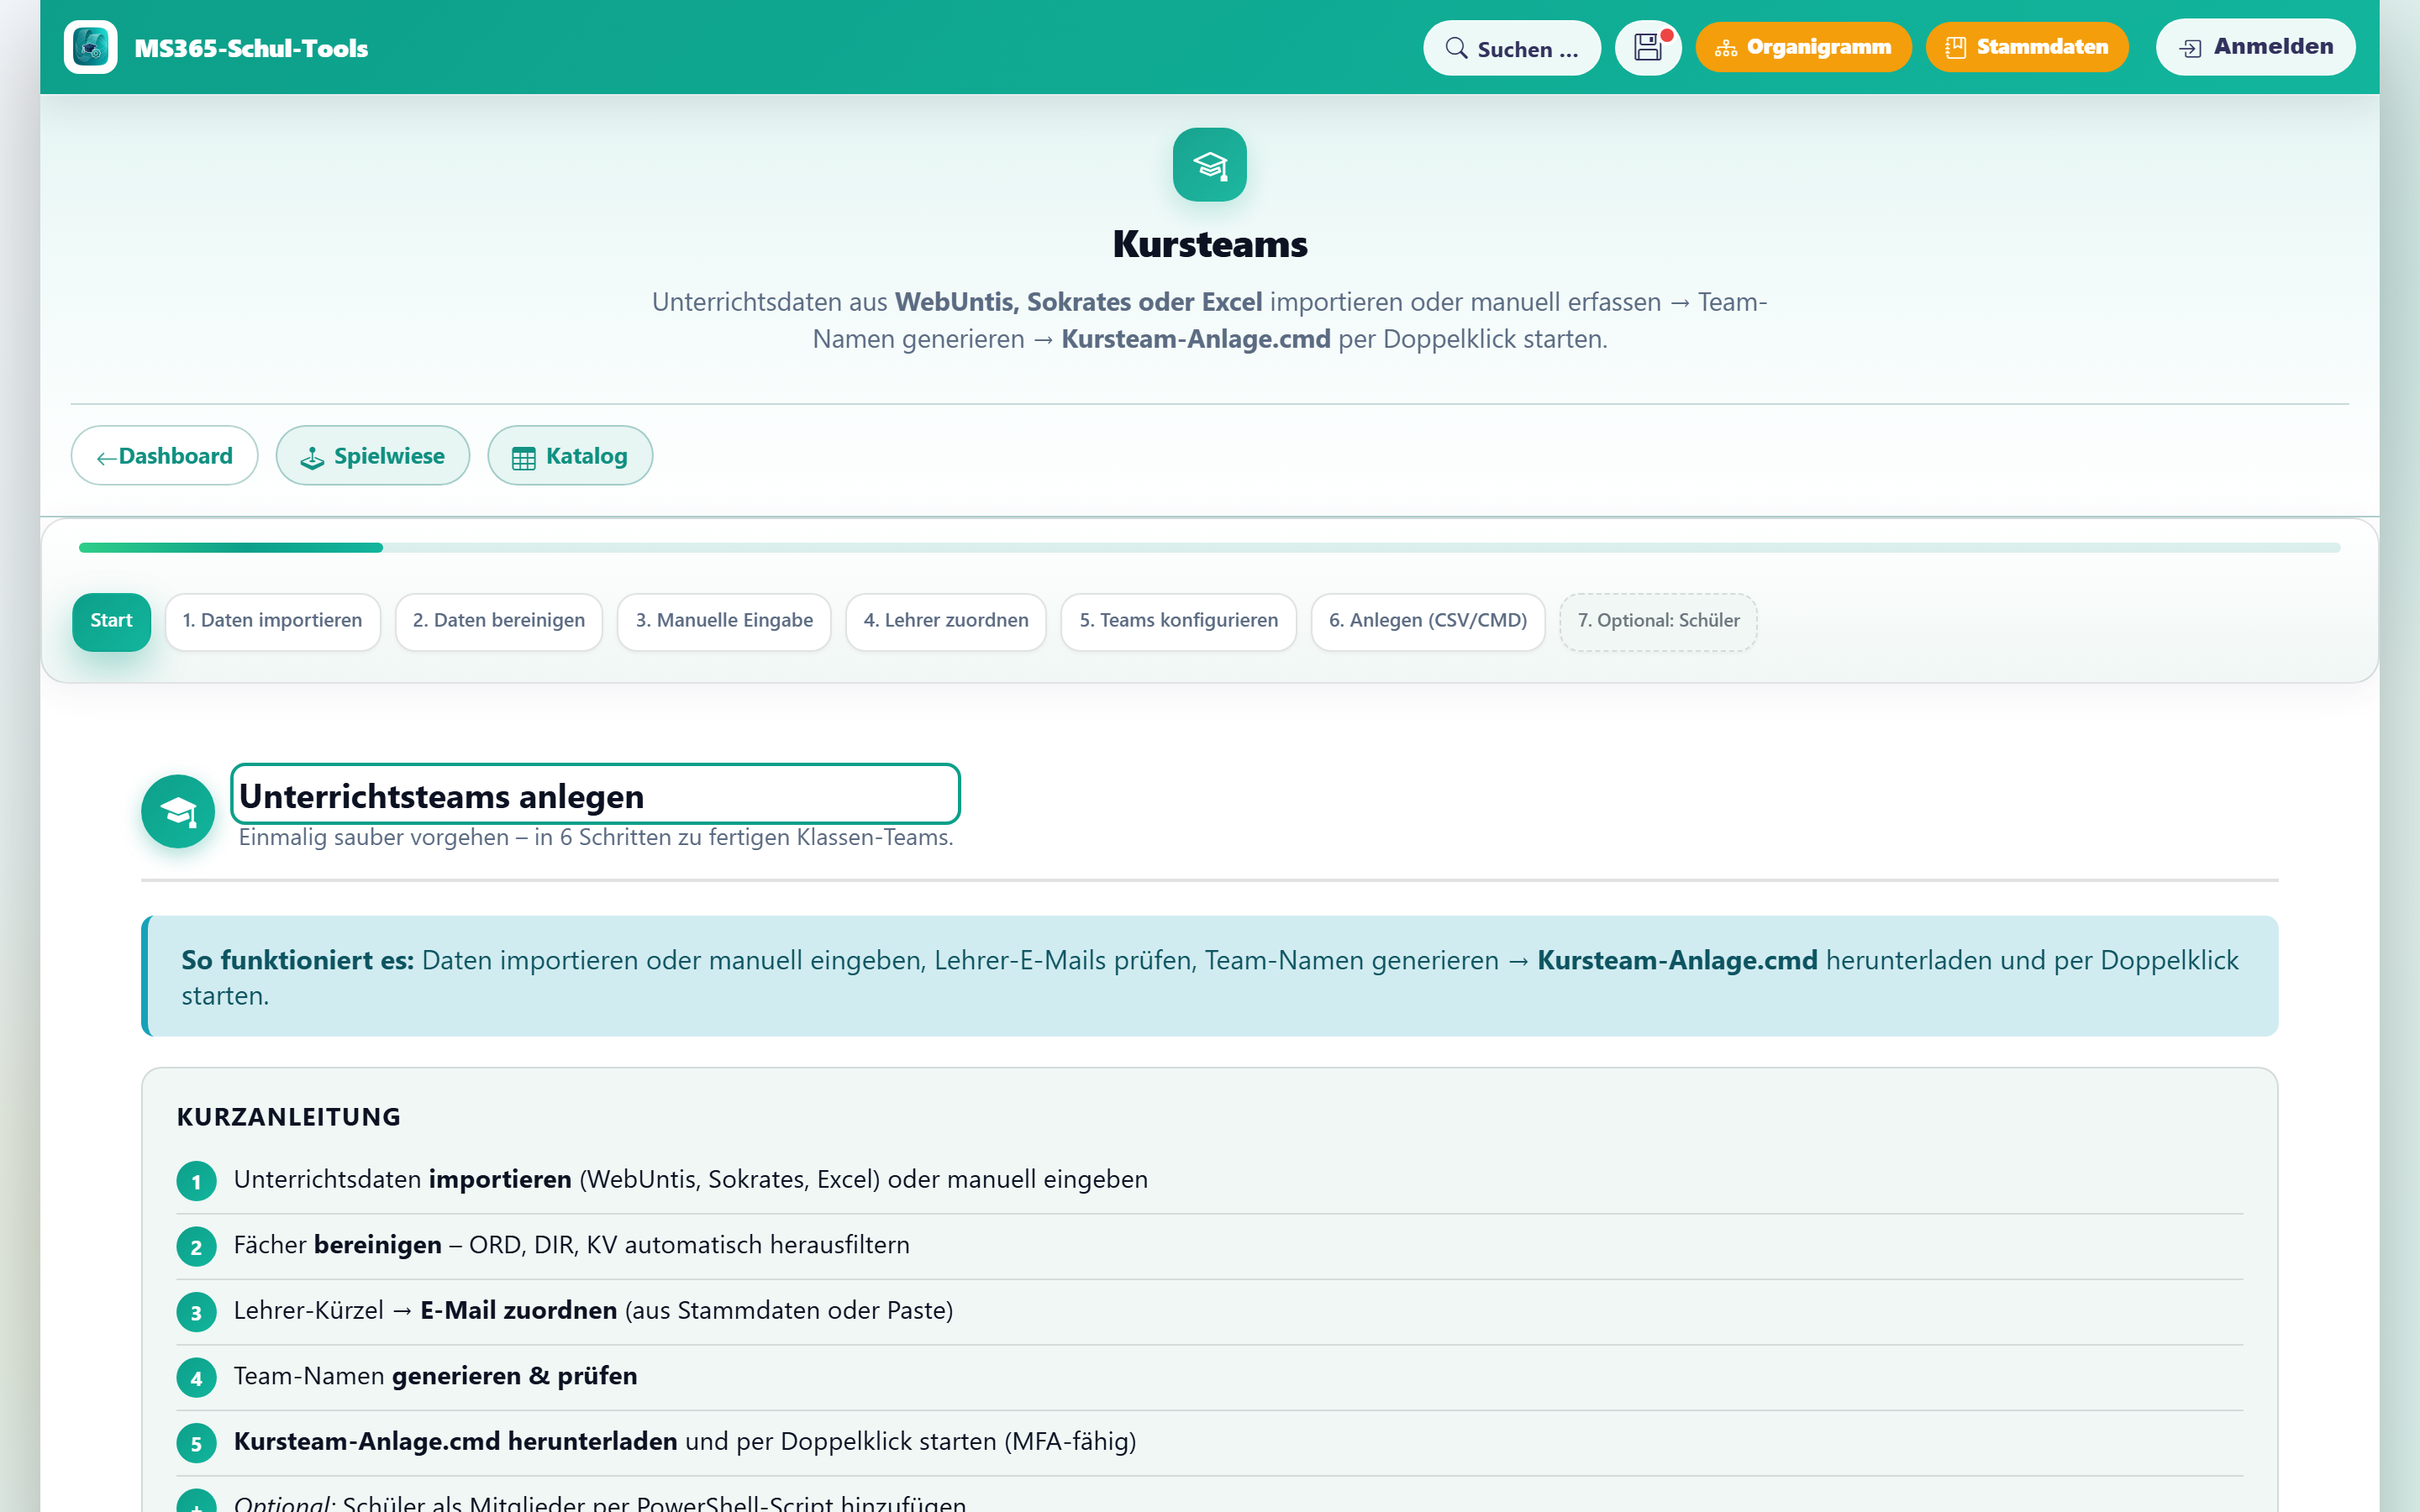 MS365-Schul-Tools
Suchen ...
Organigramm
Stammdaten
Anmelden
Kursteams
Unterrichtsdaten aus WebUntis, Sokrates oder Excel importieren oder manuell erfassen → Team-
Namen generieren → Kursteam-Anlage.cmd per Doppelklick starten.
←Dashboard
Spielwiese
Katalog
Start
1. Daten importieren
2. Daten bereinigen
3. Manuelle Eingabe
4. Lehrer zuordnen
5. Teams konfigurieren
6. Anlegen (CSV/CMD)
7. Optional: Schüler
Unterrichtsteams anlegen
Einmalig sauber vorgehen – in 6 Schritten zu fertigen Klassen-Teams.
So funktioniert es: Daten importieren oder manuell eingeben, Lehrer-E-Mails prüfen, Team-Namen generieren → Kursteam-Anlage.cmd herunterladen und per Doppelklick
starten.
KURZANLEITUNG
1 Unterrichtsdaten importieren (WebUntis, Sokrates, Excel) oder manuell eingeben
2 Fächer bereinigen – ORD, DIR, KV automatisch herausfiltern
3 Lehrer-Kürzel → E-Mail zuordnen (aus Stammdaten oder Paste)
4 Team-Namen generieren & prüfen
5 Kursteam-Anlage.cmd herunterladen und per Doppelklick starten (MFA-fähig)
+ Optional: Schüler als Mitglieder per PowerShell-Script hinzufügen